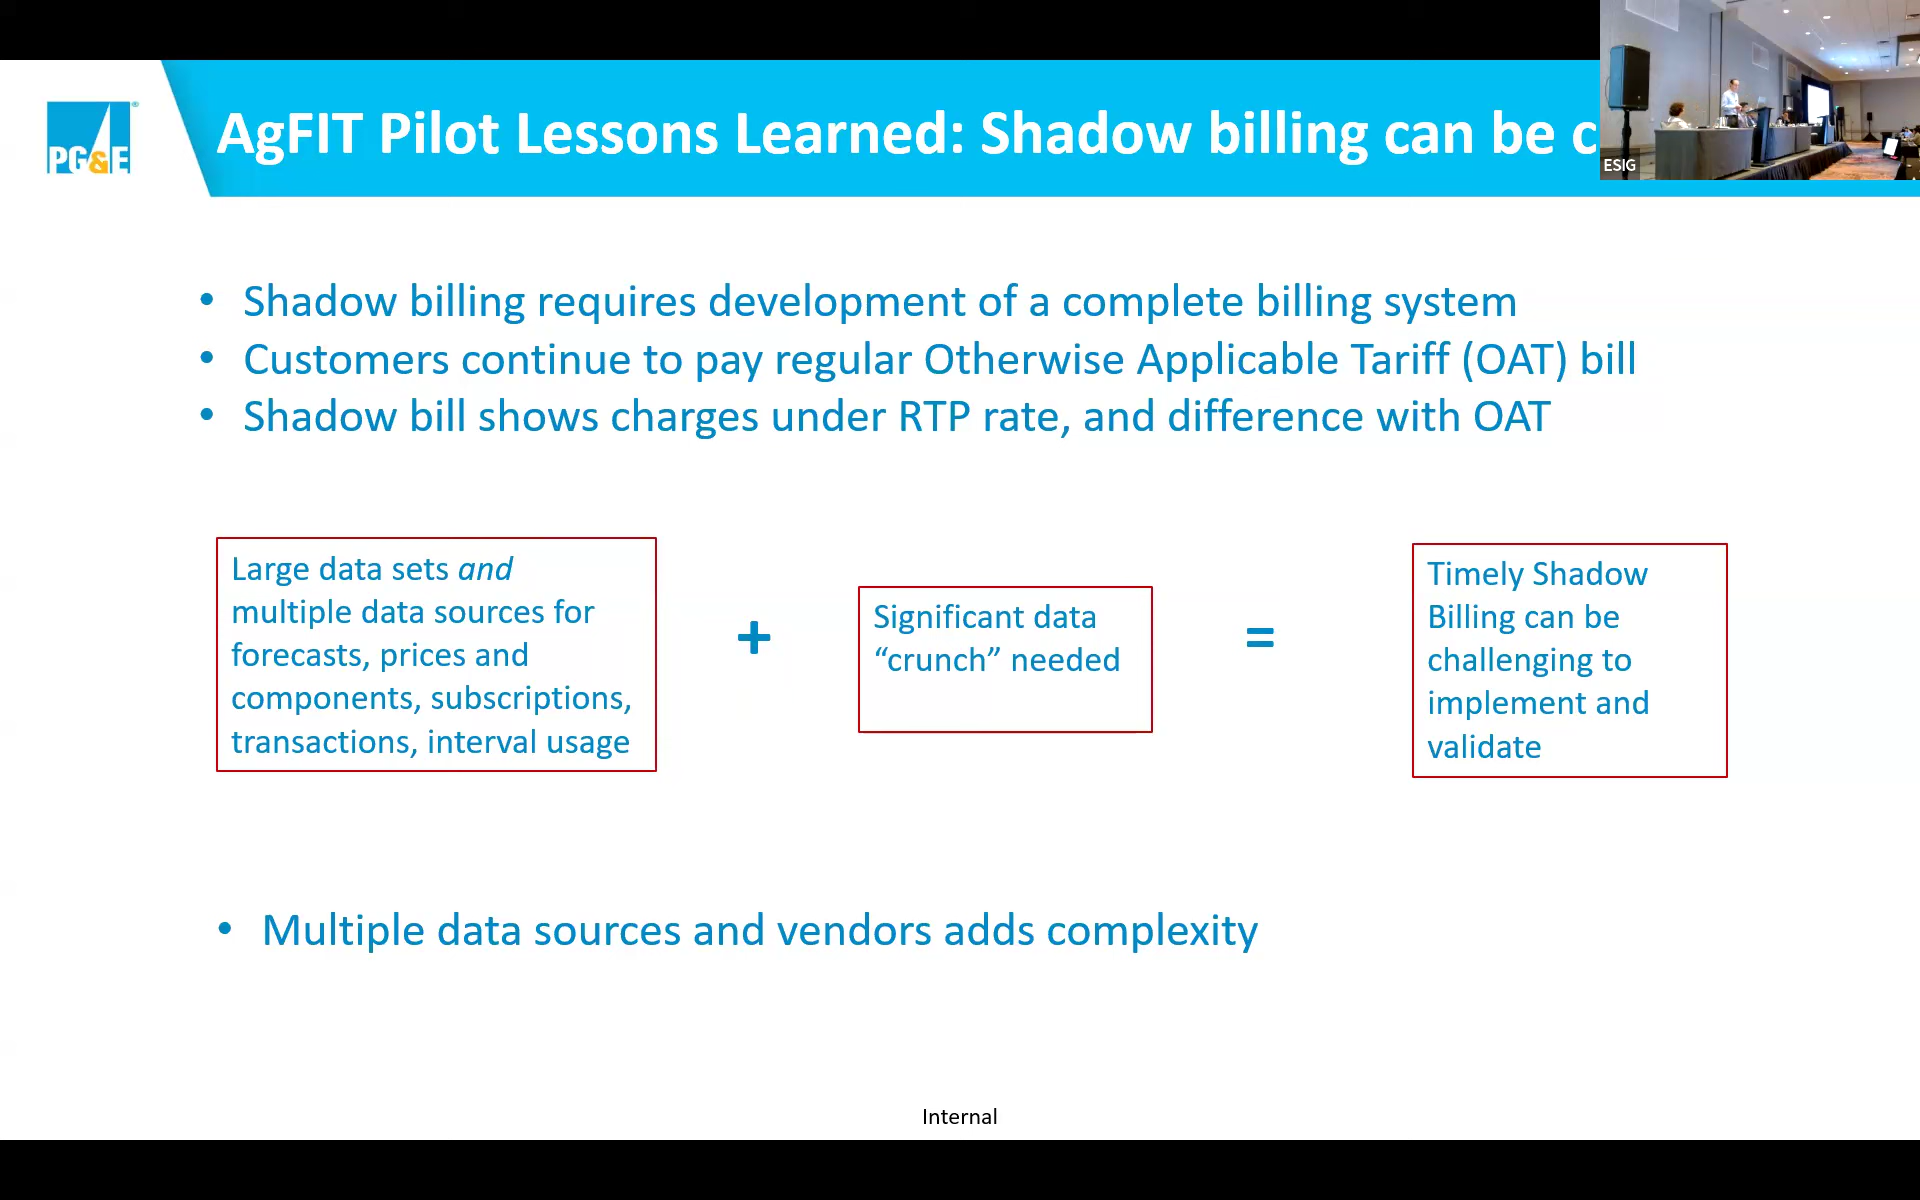 PG&E
AgFIT Pilot Lessons Learned: Shadow billing can be
ESIG
• Shadow billing requires development of a complete billing system
• Customers continue to pay regular Otherwise Applicable Tariff (OAT) bill
• Shadow bill shows charges under RTP rate, and difference with OAT
Large data sets and
multiple data sources for
forecasts, prices and
components, subscriptions,
transactions, interval usage
+
Significant data
“crunch” needed
=
Timely Shadow
Billing can be
challenging to
implement and
validate
• Multiple data sources and vendors adds complexity
Internal